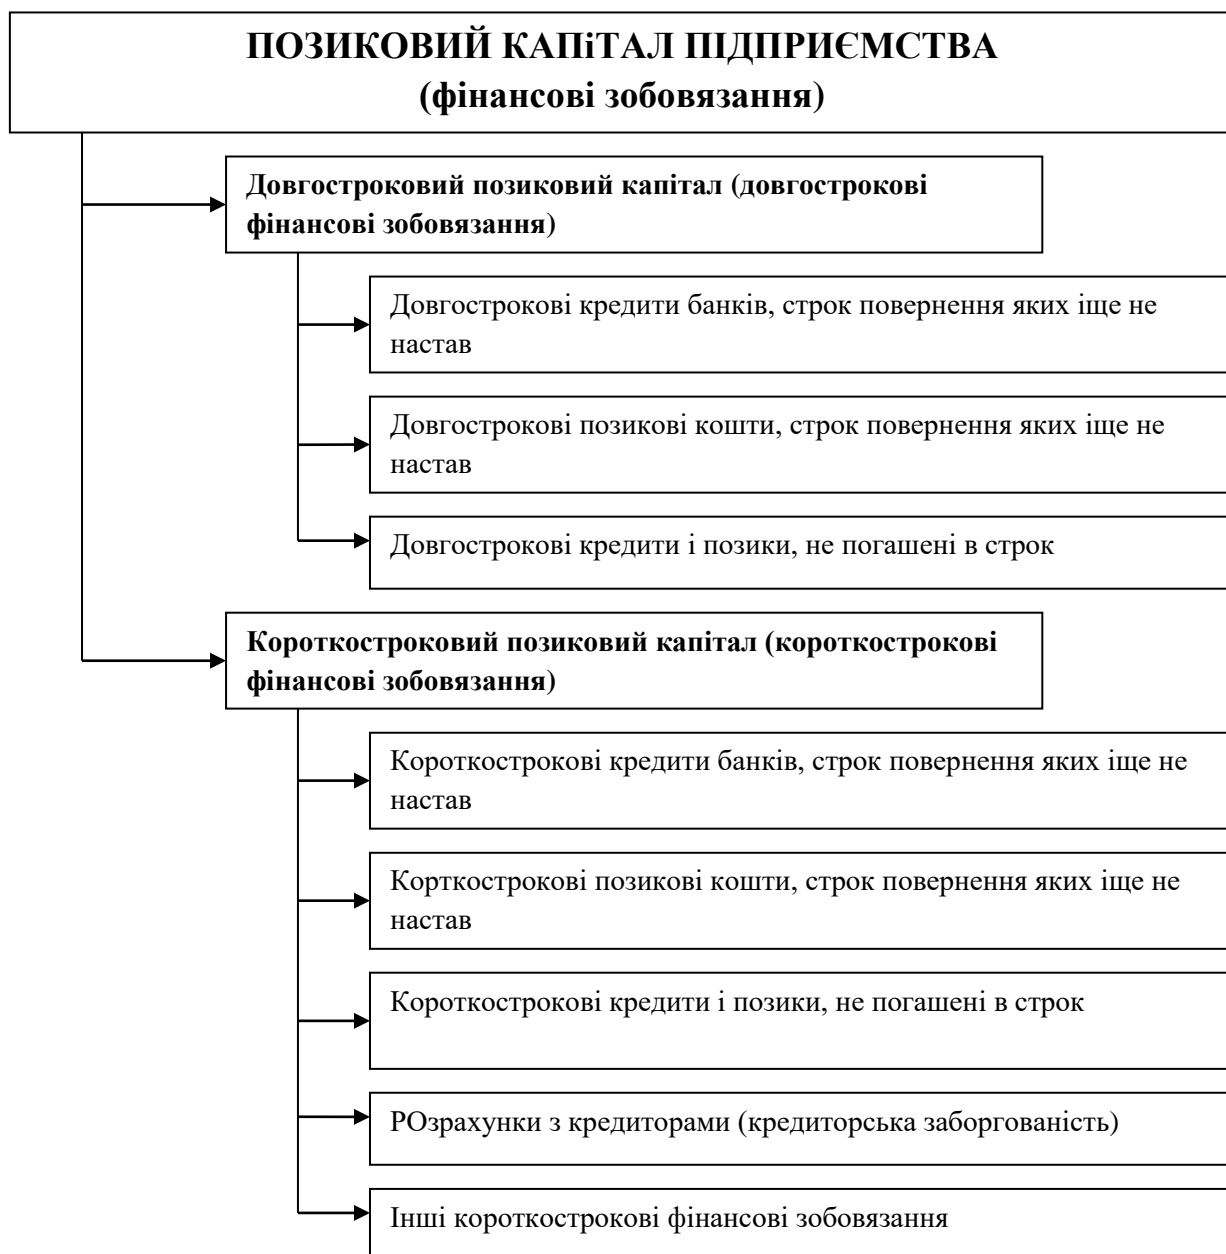 ПОЗИКОВИЙ КАПіТАЛ ПІДПРИЄМСТВА
(фінансові зобовязання)
Довгостроковий позиковий капітал (довгострокові
фінансові зобовязання)
Довгострокові кредити банків, строк повернення яких іще не
настав
Довгострокові позикові кошти, строк повернення яких іще не
настав
Довгострокові кредити і позики, не погашені в строк
Короткостроковий позиковий капітал (короткострокові
фінансові зобовязання)
Короткострокові кредити банків, строк повернення яких іще не
настав
Корткострокові позикові кошти, строк повернення яких іще не
настав
Короткострокові кредити і позики, не погашені в строк
РОзрахунки з кредиторами (кредиторська заборгованість)
Інші короткострокові фінансові зобовязання